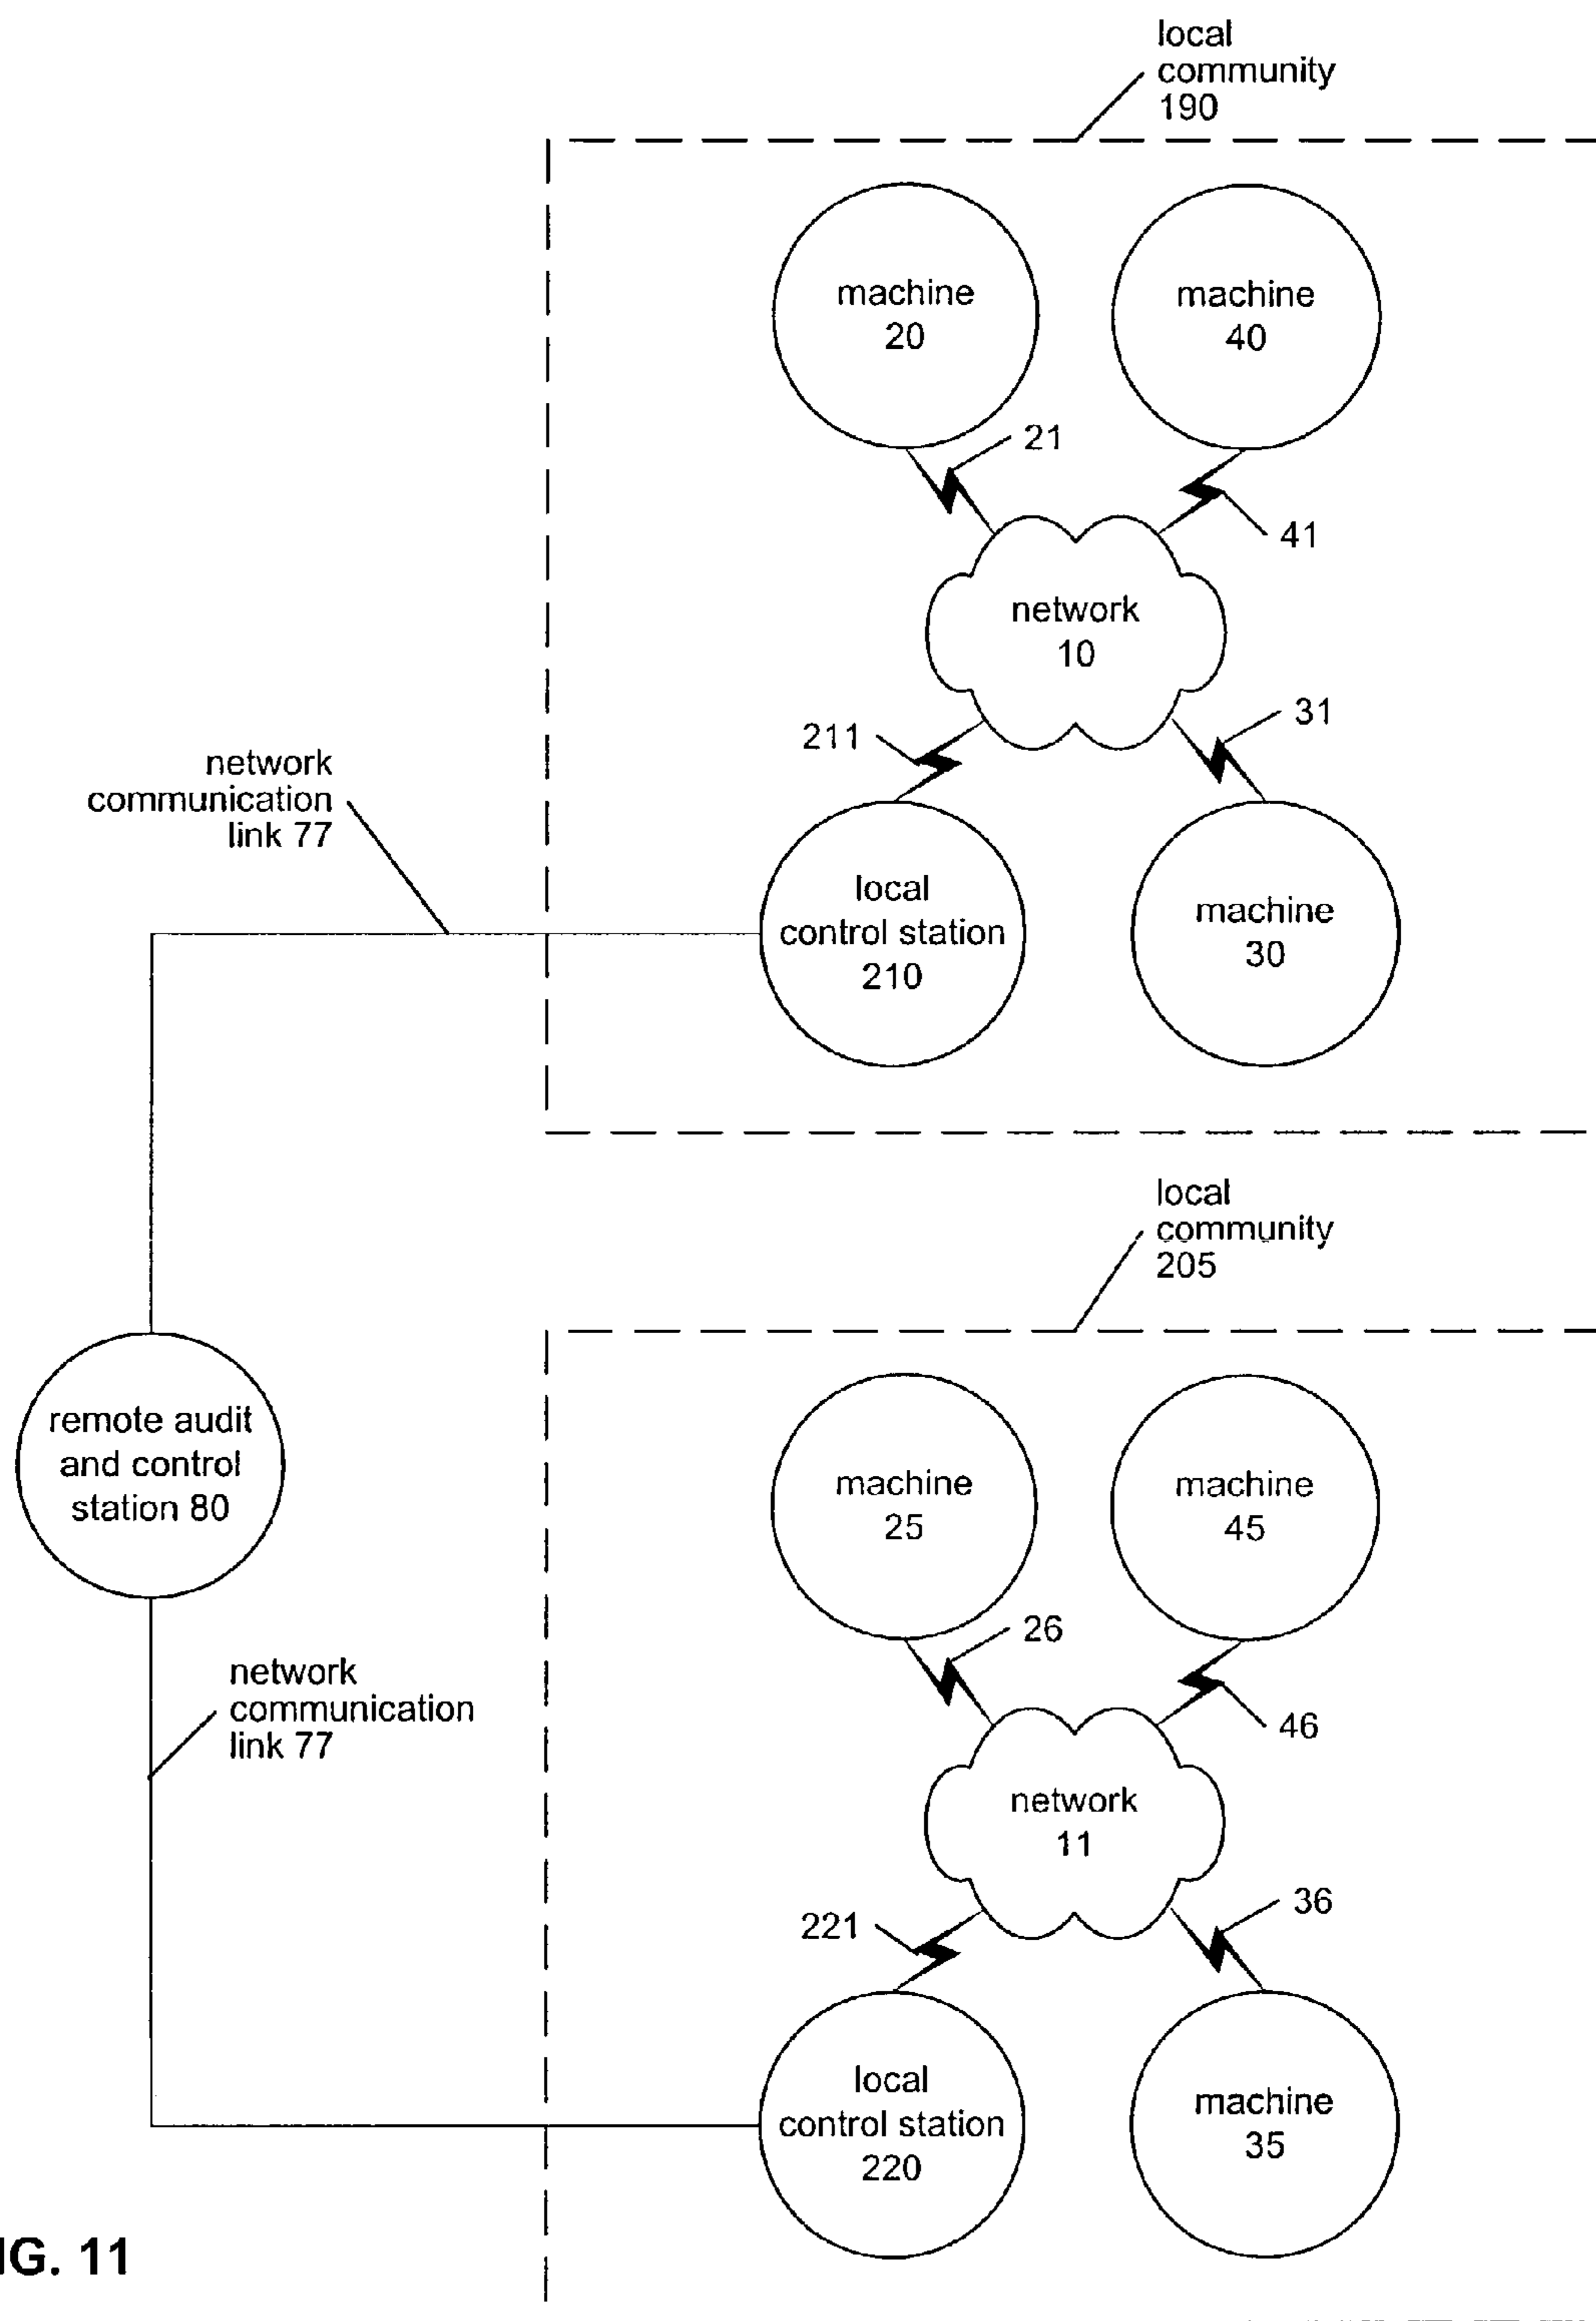 local
community
190
machine
20
machine
40
21
41
network
10
31
211
network
communication
link 77
local
control station
210
machine
30
local
community
205
remote audit
and control
station 80
machine
25
machine
45
26
46
network
communication
link 77
network
11
36
221
local
control station
220
machine
35
IG. 11